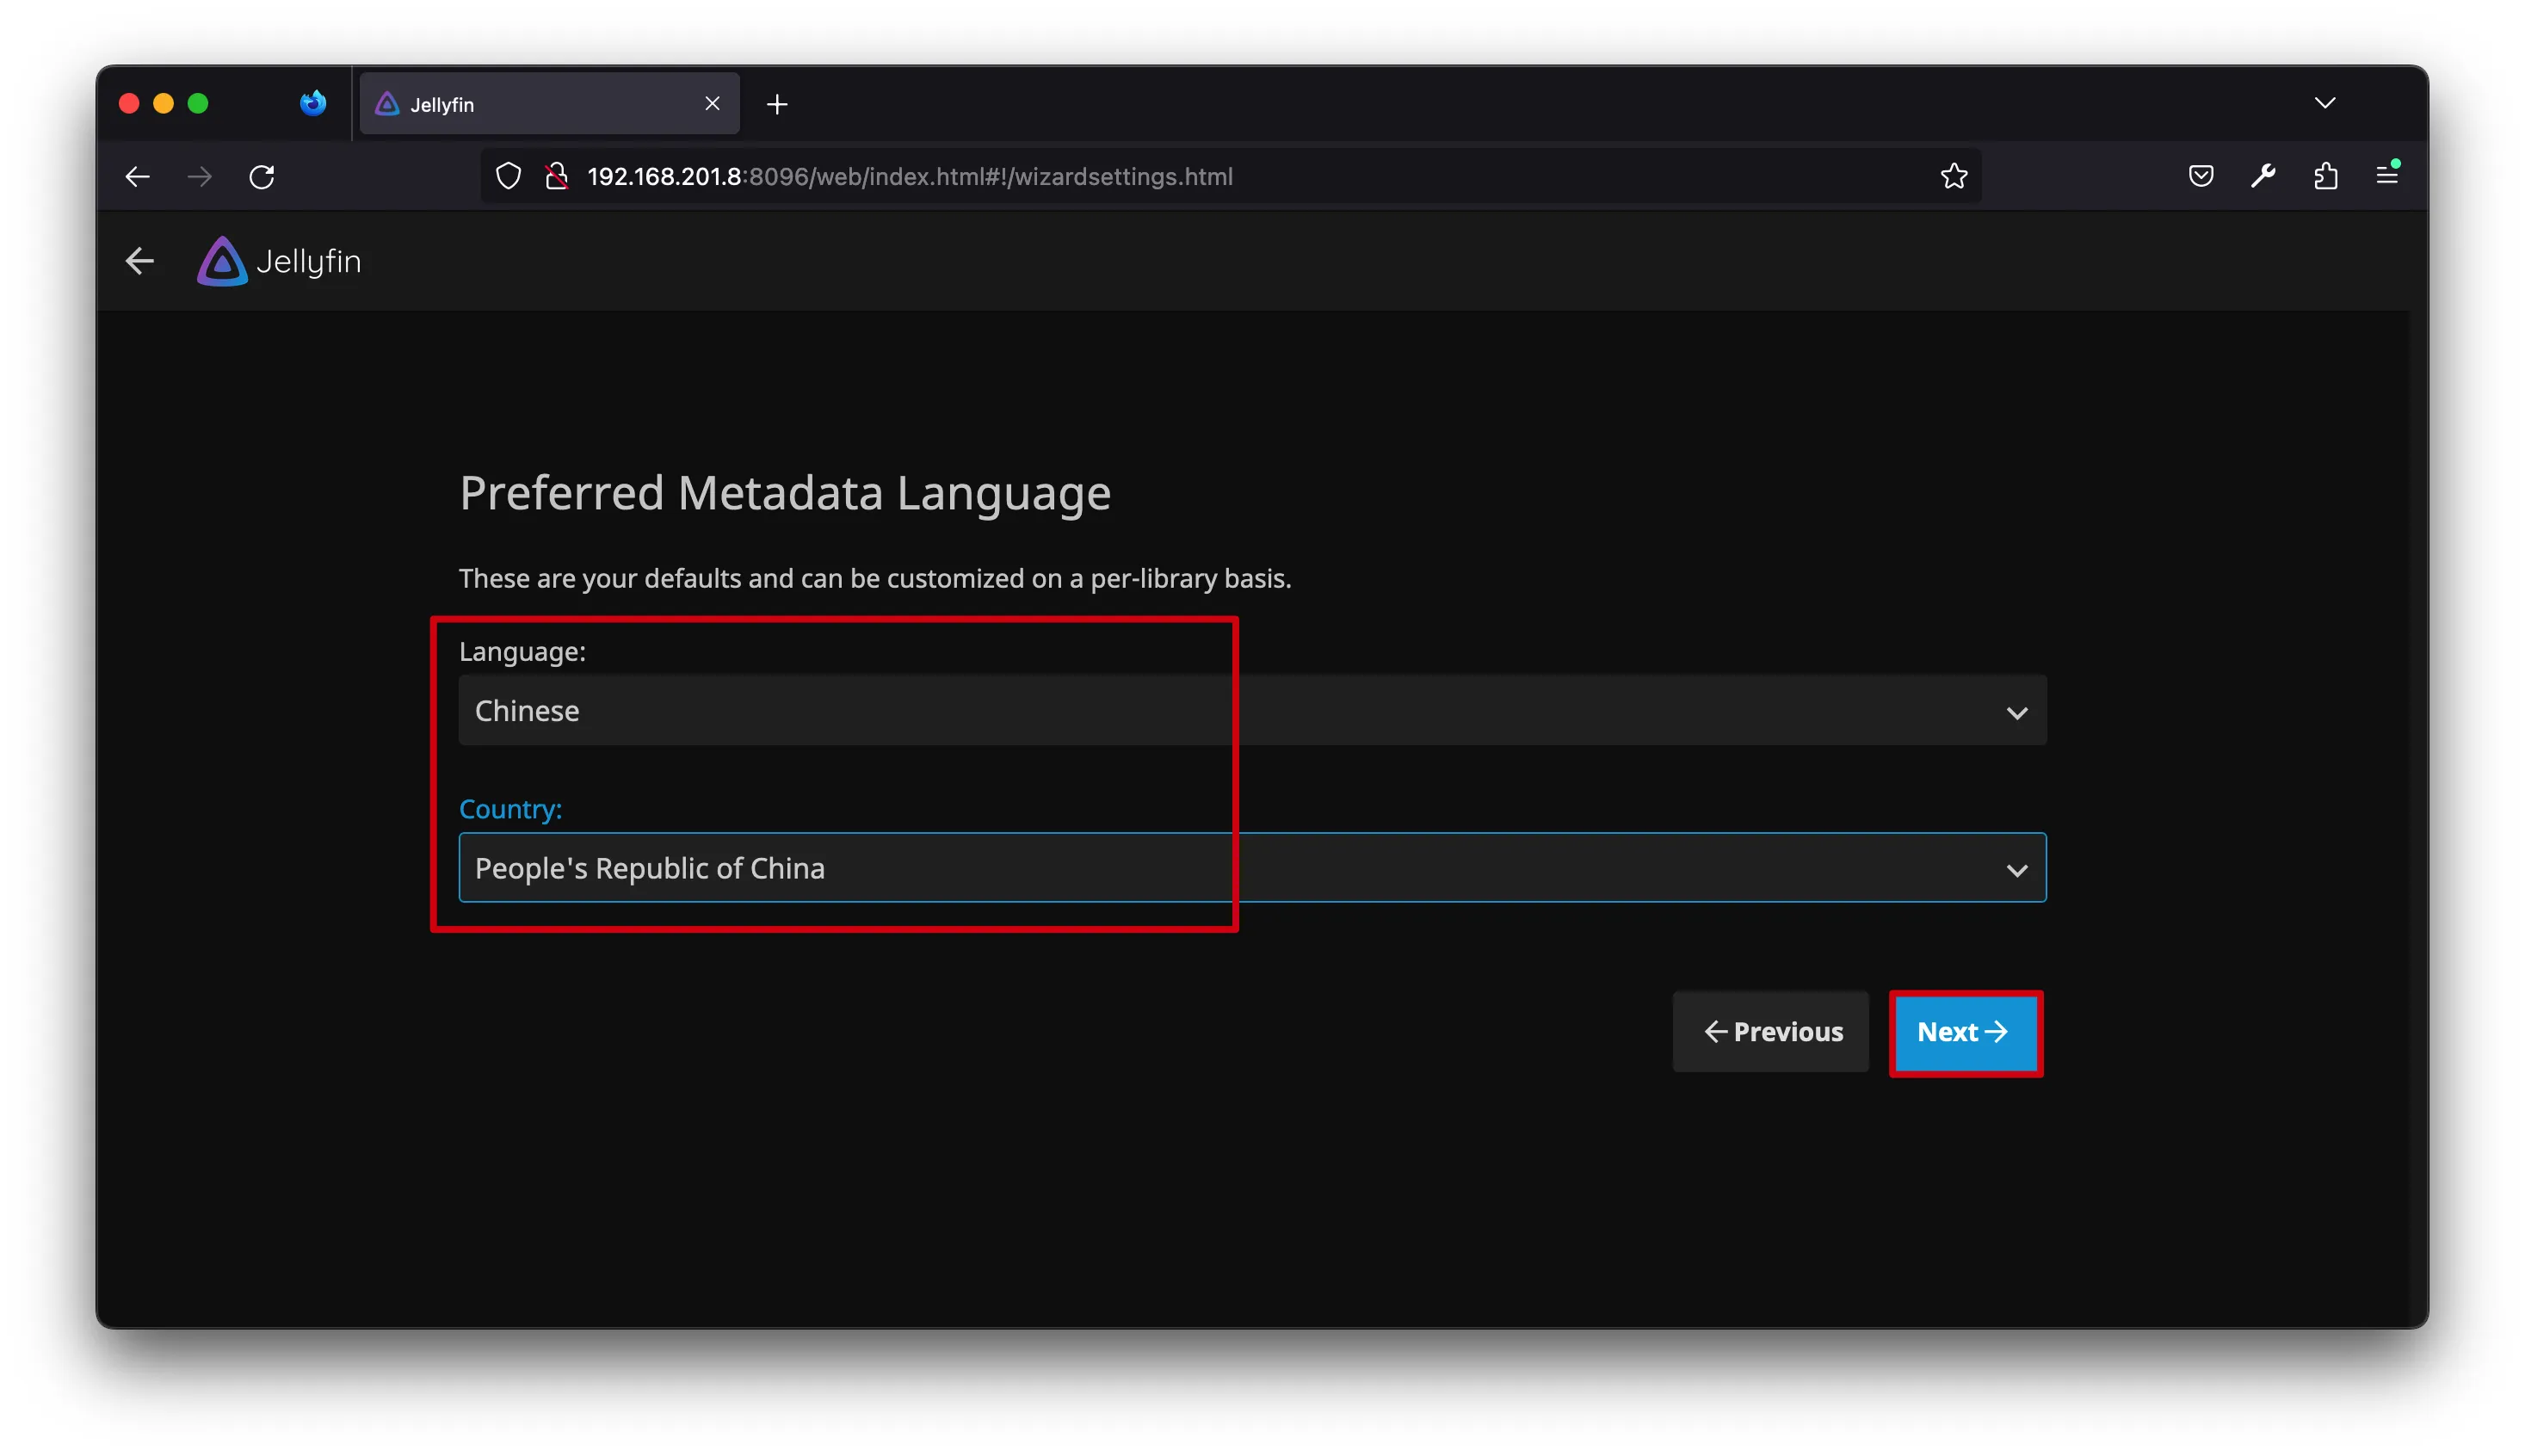 Jellyfin
192.168.201.8:8096/web/index.html#!/wizardsettings.html
Jellyfin
Preferred Metadata Language
These are your defaults and can be customized on a per-library basis.
Language:
Chinese
Country:
People's Republic of China
Previous
Next